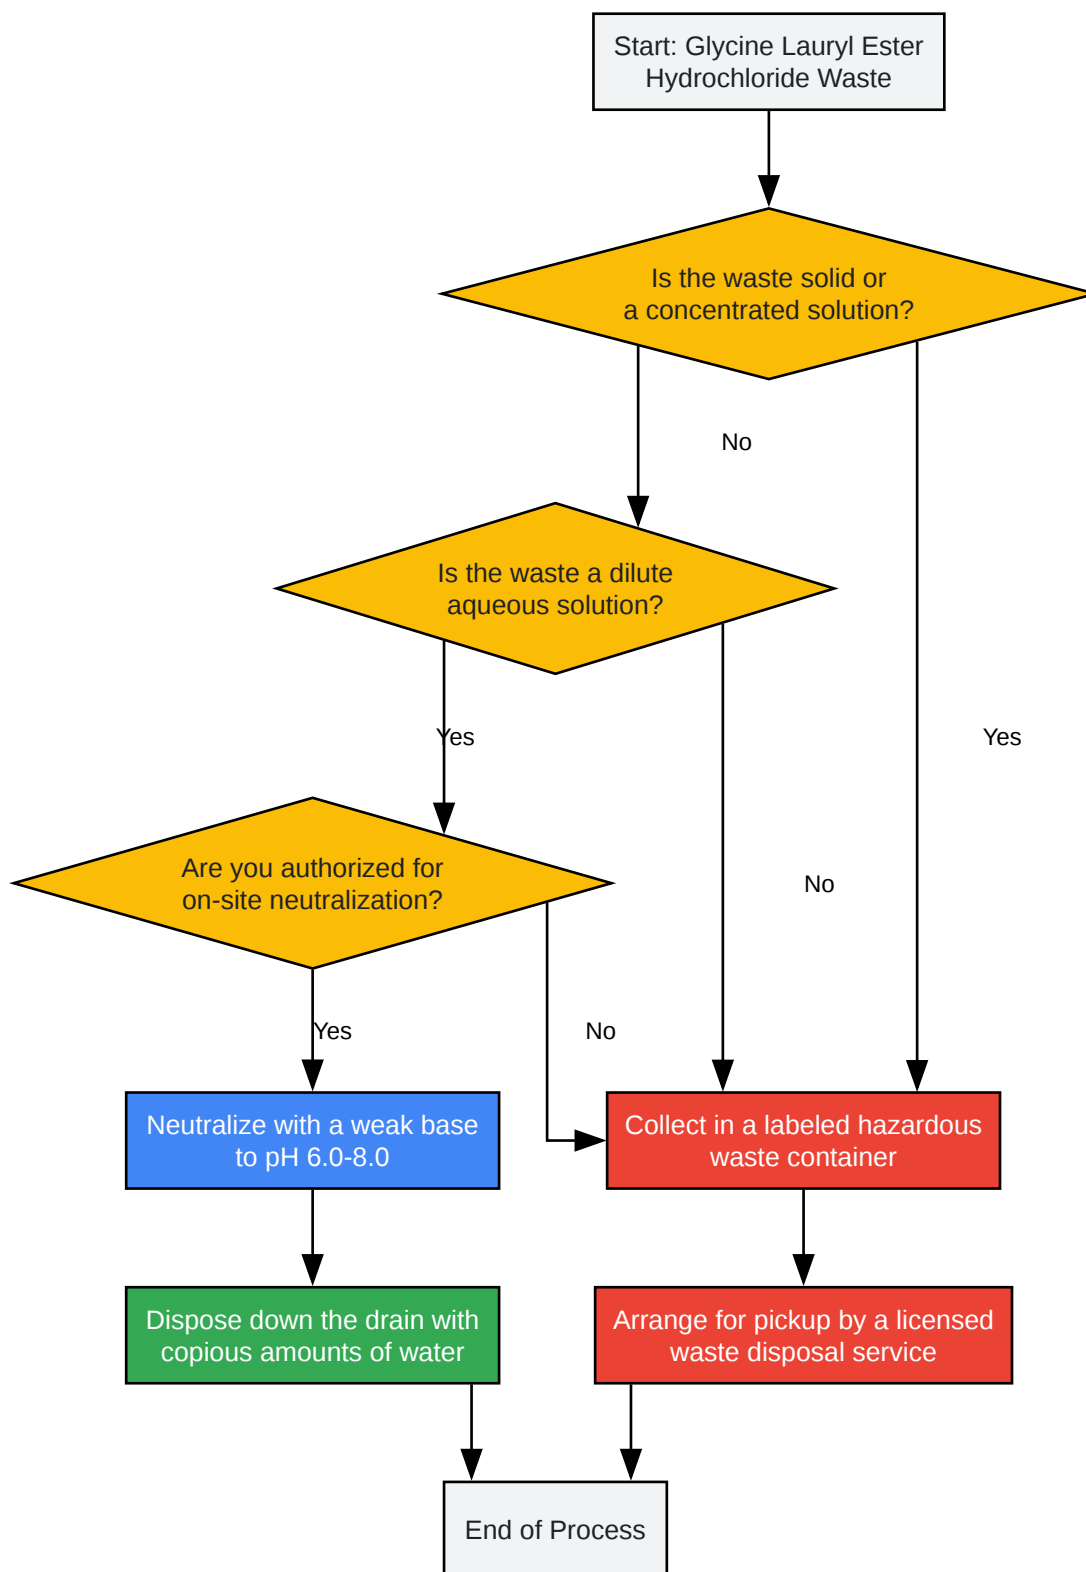 Start: Glycine Lauryl Ester
Hydrochloride Waste
Is the waste solid or
a concentrated solution?
No
Is the waste a dilute
aqueous solution?
Yes
Yes
Are you authorized for
on-site neutralization?
No
Yes
No
Neutralize with a weak base
to pH 6.0-8.0
Collect in a labeled hazardous
waste container
Dispose down the drain with
copious amounts of water
Arrange for pickup by a licensed
waste disposal service
End of Process